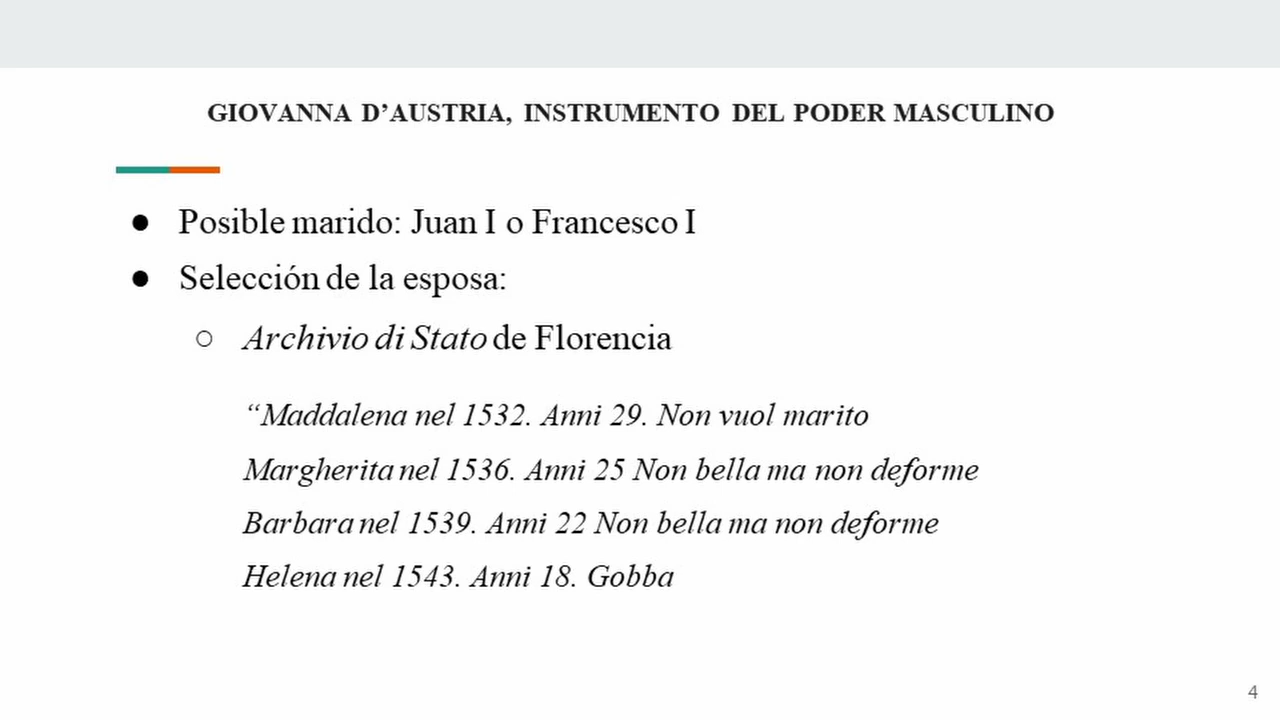 GIOVANNA D’AUSTRIA, INSTRUMENTO DEL PODER MASCULINO
● Posible marido: Juan I o Francesco I
● Selección de la esposa:
○ Archivio di Stato de Florencia
“Maddalena nel 1532. Anni 29. Non vuol marito
Margherita nel 1536. Anni 25 Non bella ma non deforme
Barbara nel 1539. Anni 22 Non bella ma non deforme
Helena nel 1543. Anni 18. Gobba
4